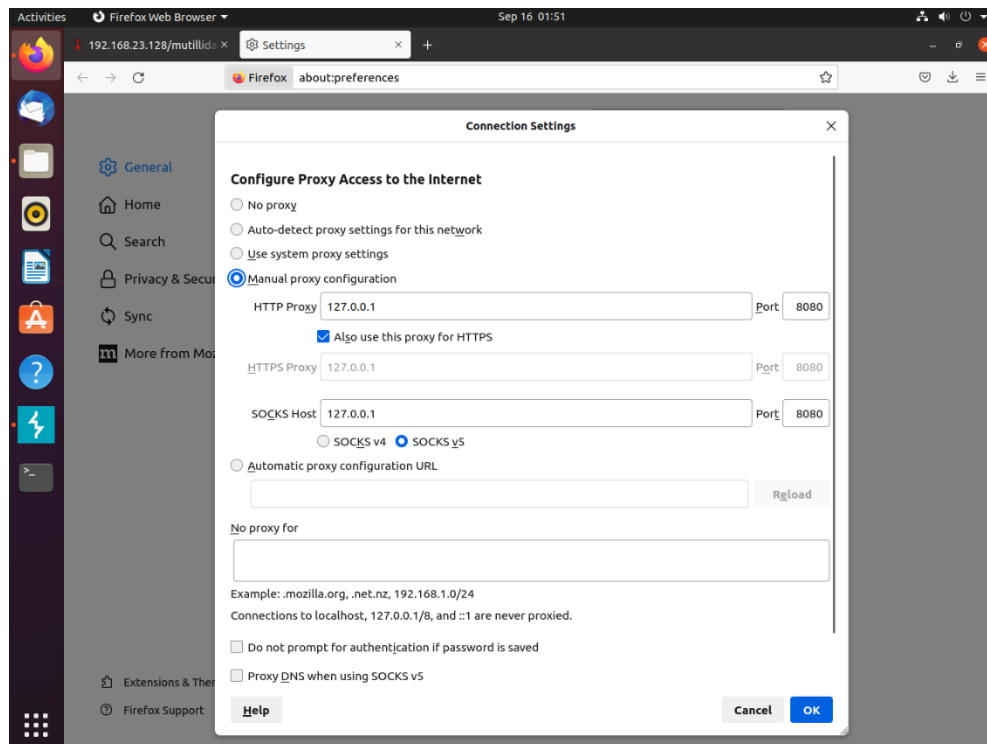 Activities Firefox Web Browser Sep 16 01:51
192.168.23.128/mutillida × Settings × +
Firefox about:preferences
Connection Settings
General
Home
Search
Privacy & Secu
Sync
More from Moz
Extensions & Ther
Firefox Support
Configure Proxy Access to the Internet
No proxy
Auto-detect proxy settings for this network
Use system proxy settings
Manual proxy configuration
HTTP Proxy 127.0.0.1 Port 8080
Also use this proxy for HTTPS
HTTPS Proxy 127.0.0.1 Port 8080
SOCKS Host 127.0.0.1 Port 8080
SOCKS v4 SOCKS v5
Automatic proxy configuration URL
Reload
No proxy for
Example: .mozilla.org, .net.nz, 192.168.1.0/24
Connections to localhost, 127.0.0.1/8, and ::1 are never proxied.
Do not prompt for authentication if password is saved
Proxy DNS when using SOCKS v5
Help Cancel OK